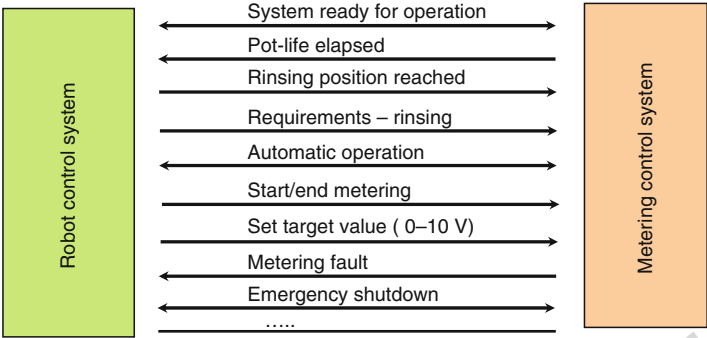 Robot control system
System ready for operation
Pot-life elapsed
Rinsing position reached
Requirements – rinsing
Automatic operation
Start/end metering
Set target value ( 0–10 V)
Metering fault
Emergency shutdown
…..
Metering control system